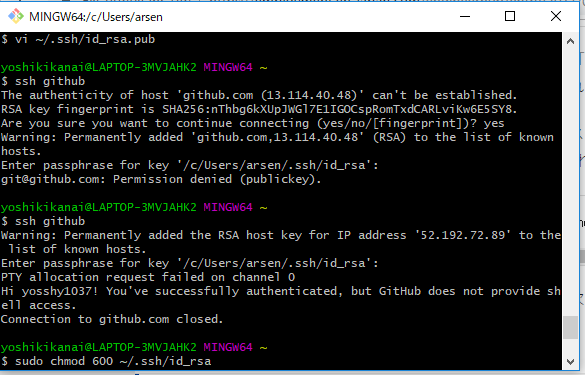 MINGW64:/c/Users/arsen
$ vi ~/.ssh/id_rsa.pub
yoshikikanai@LAPTOP-3MVJAHK2 MINGW64 ~
$ ssh github
The authenticity of host 'github.com (13.114.40.48)' can't be established.
RSA key fingerprint is SHA256:nThbg6kXUpJWGl7E1IGOCspRomTxdCARLviKw6E5SY8.
Are you sure you want to continue connecting (yes/no/[fingerprint])? yes
Warning: Permanently added 'github.com,13.114.40.48' (RSA) to the list of known
hosts.
Enter passphrase for key '/c/Users/arsen/.ssh/id_rsa':
git@github.com: Permission denied (publickey).
yoshikikanai@LAPTOP-3MVJAHK2 MINGW64 ~
$ ssh github
Warning: Permanently added the RSA host key for IP address '52.192.72.89' to the
 list of known hosts.
Enter passphrase for key '/c/Users/arsen/.ssh/id_rsa':
PTY allocation request failed on channel 0
Hi yosshy1037! You've successfully authenticated, but GitHub does not provide sh
ell access.
Connection to github.com closed.
yoshikikanai@LAPTOP-3MVJAHK2 MINGW64 ~
$ sudo chmod 600 ~/.ssh/id_rsa